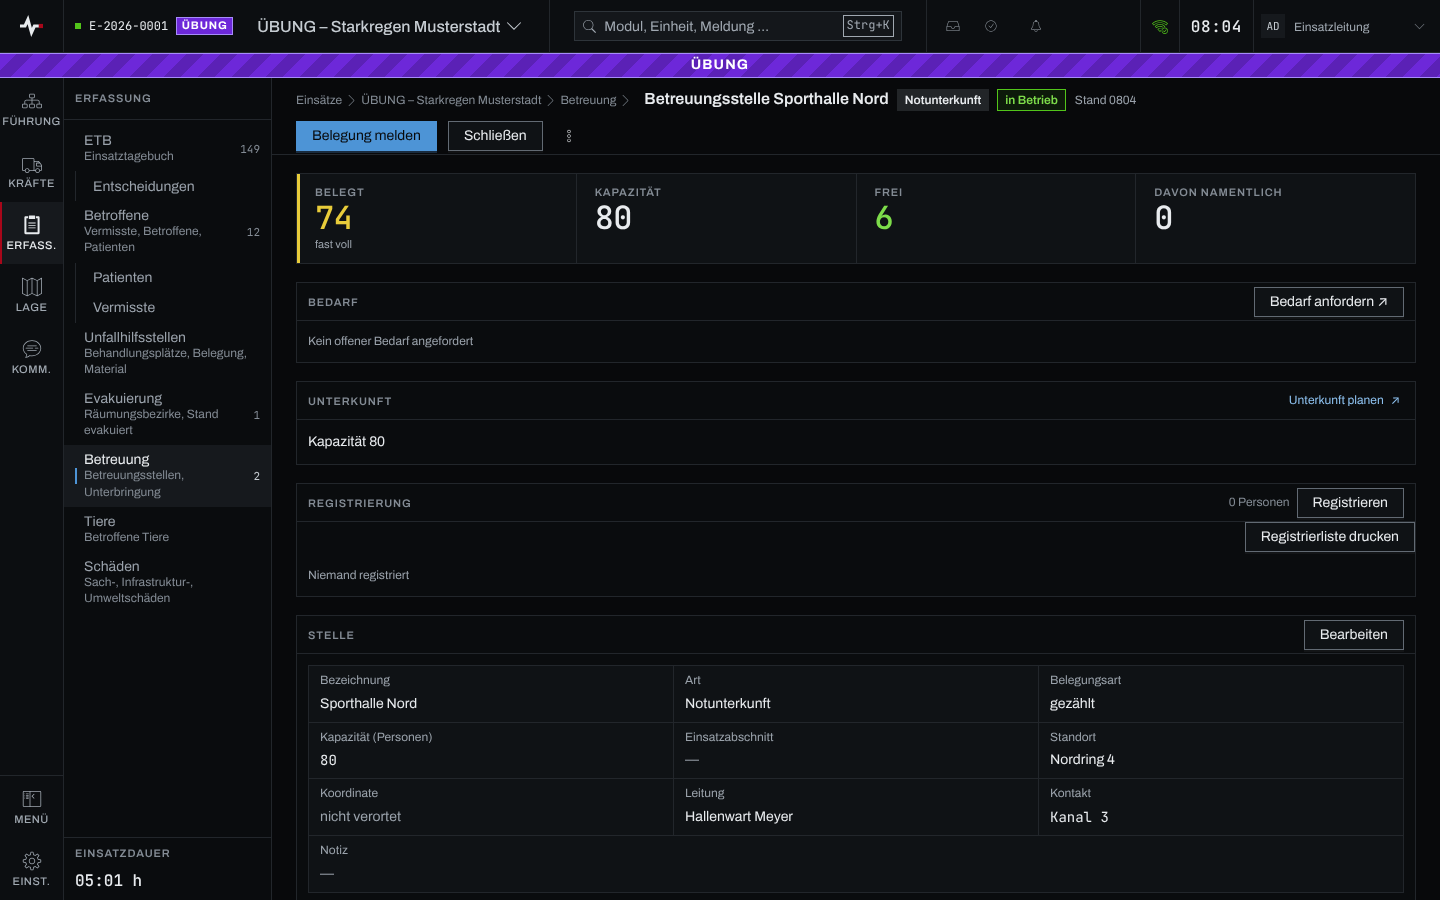 E-2026-0001 ÜBUNG ÜBUNG – Starkregen Musterstadt Modul, Einheit, Meldung ... Strg+K 08:04 AD Einsatzleitung
ÜBUNG
FÜHRUNG
KRÄFTE
ERFASS.
LAGE
KOMM.
MENÜ
EINST.
ERFASSUNG
ETB
Einsatztagebuch
149
Entscheidungen
Betroffene
Vermisste, Betroffene,
Patienten
12
Patienten
Vermisste
Unfallhilfsstellen
Behandlungsplätze, Belegung,
Material
Evakuierung
Räumungsbezirke, Stand
evakuiert
1
Betreuung
Betreuungsstellen,
Unterbringung
2
Tiere
Betroffene Tiere
Schäden
Sach-, Infrastruktur-,
Umweltschäden
EINSATZDAUER
05:01 h
Einsätze ÜBUNG – Starkregen Musterstadt Betreuung Betreuungsstelle Sporthalle Nord Notunterkunft in Betrieb Stand 0804
Belegung melden Schließen
BELEGT
74
fast voll
KAPAZITÄT
80
FREI
6
DAVON NAMENTLICH
0
BEDARF Bedarf anfordern
Kein offener Bedarf angefordert
UNTERKUNFT Unterkunft planen
Kapazität 80
REGISTRIERUNG 0 Personen Registrieren
Registrierliste drucken
Niemand registriert
STELLE Bearbeiten
Bezeichnung
Sporthalle Nord
Art
Notunterkunft
Belegungsart
gezählt
Kapazität (Personen)
80
Einsatzabschnitt
—
Standort
Nordring 4
Koordinate
nicht verortet
Leitung
Hallenwart Meyer
Kontakt
Kanal 3
Notiz
—